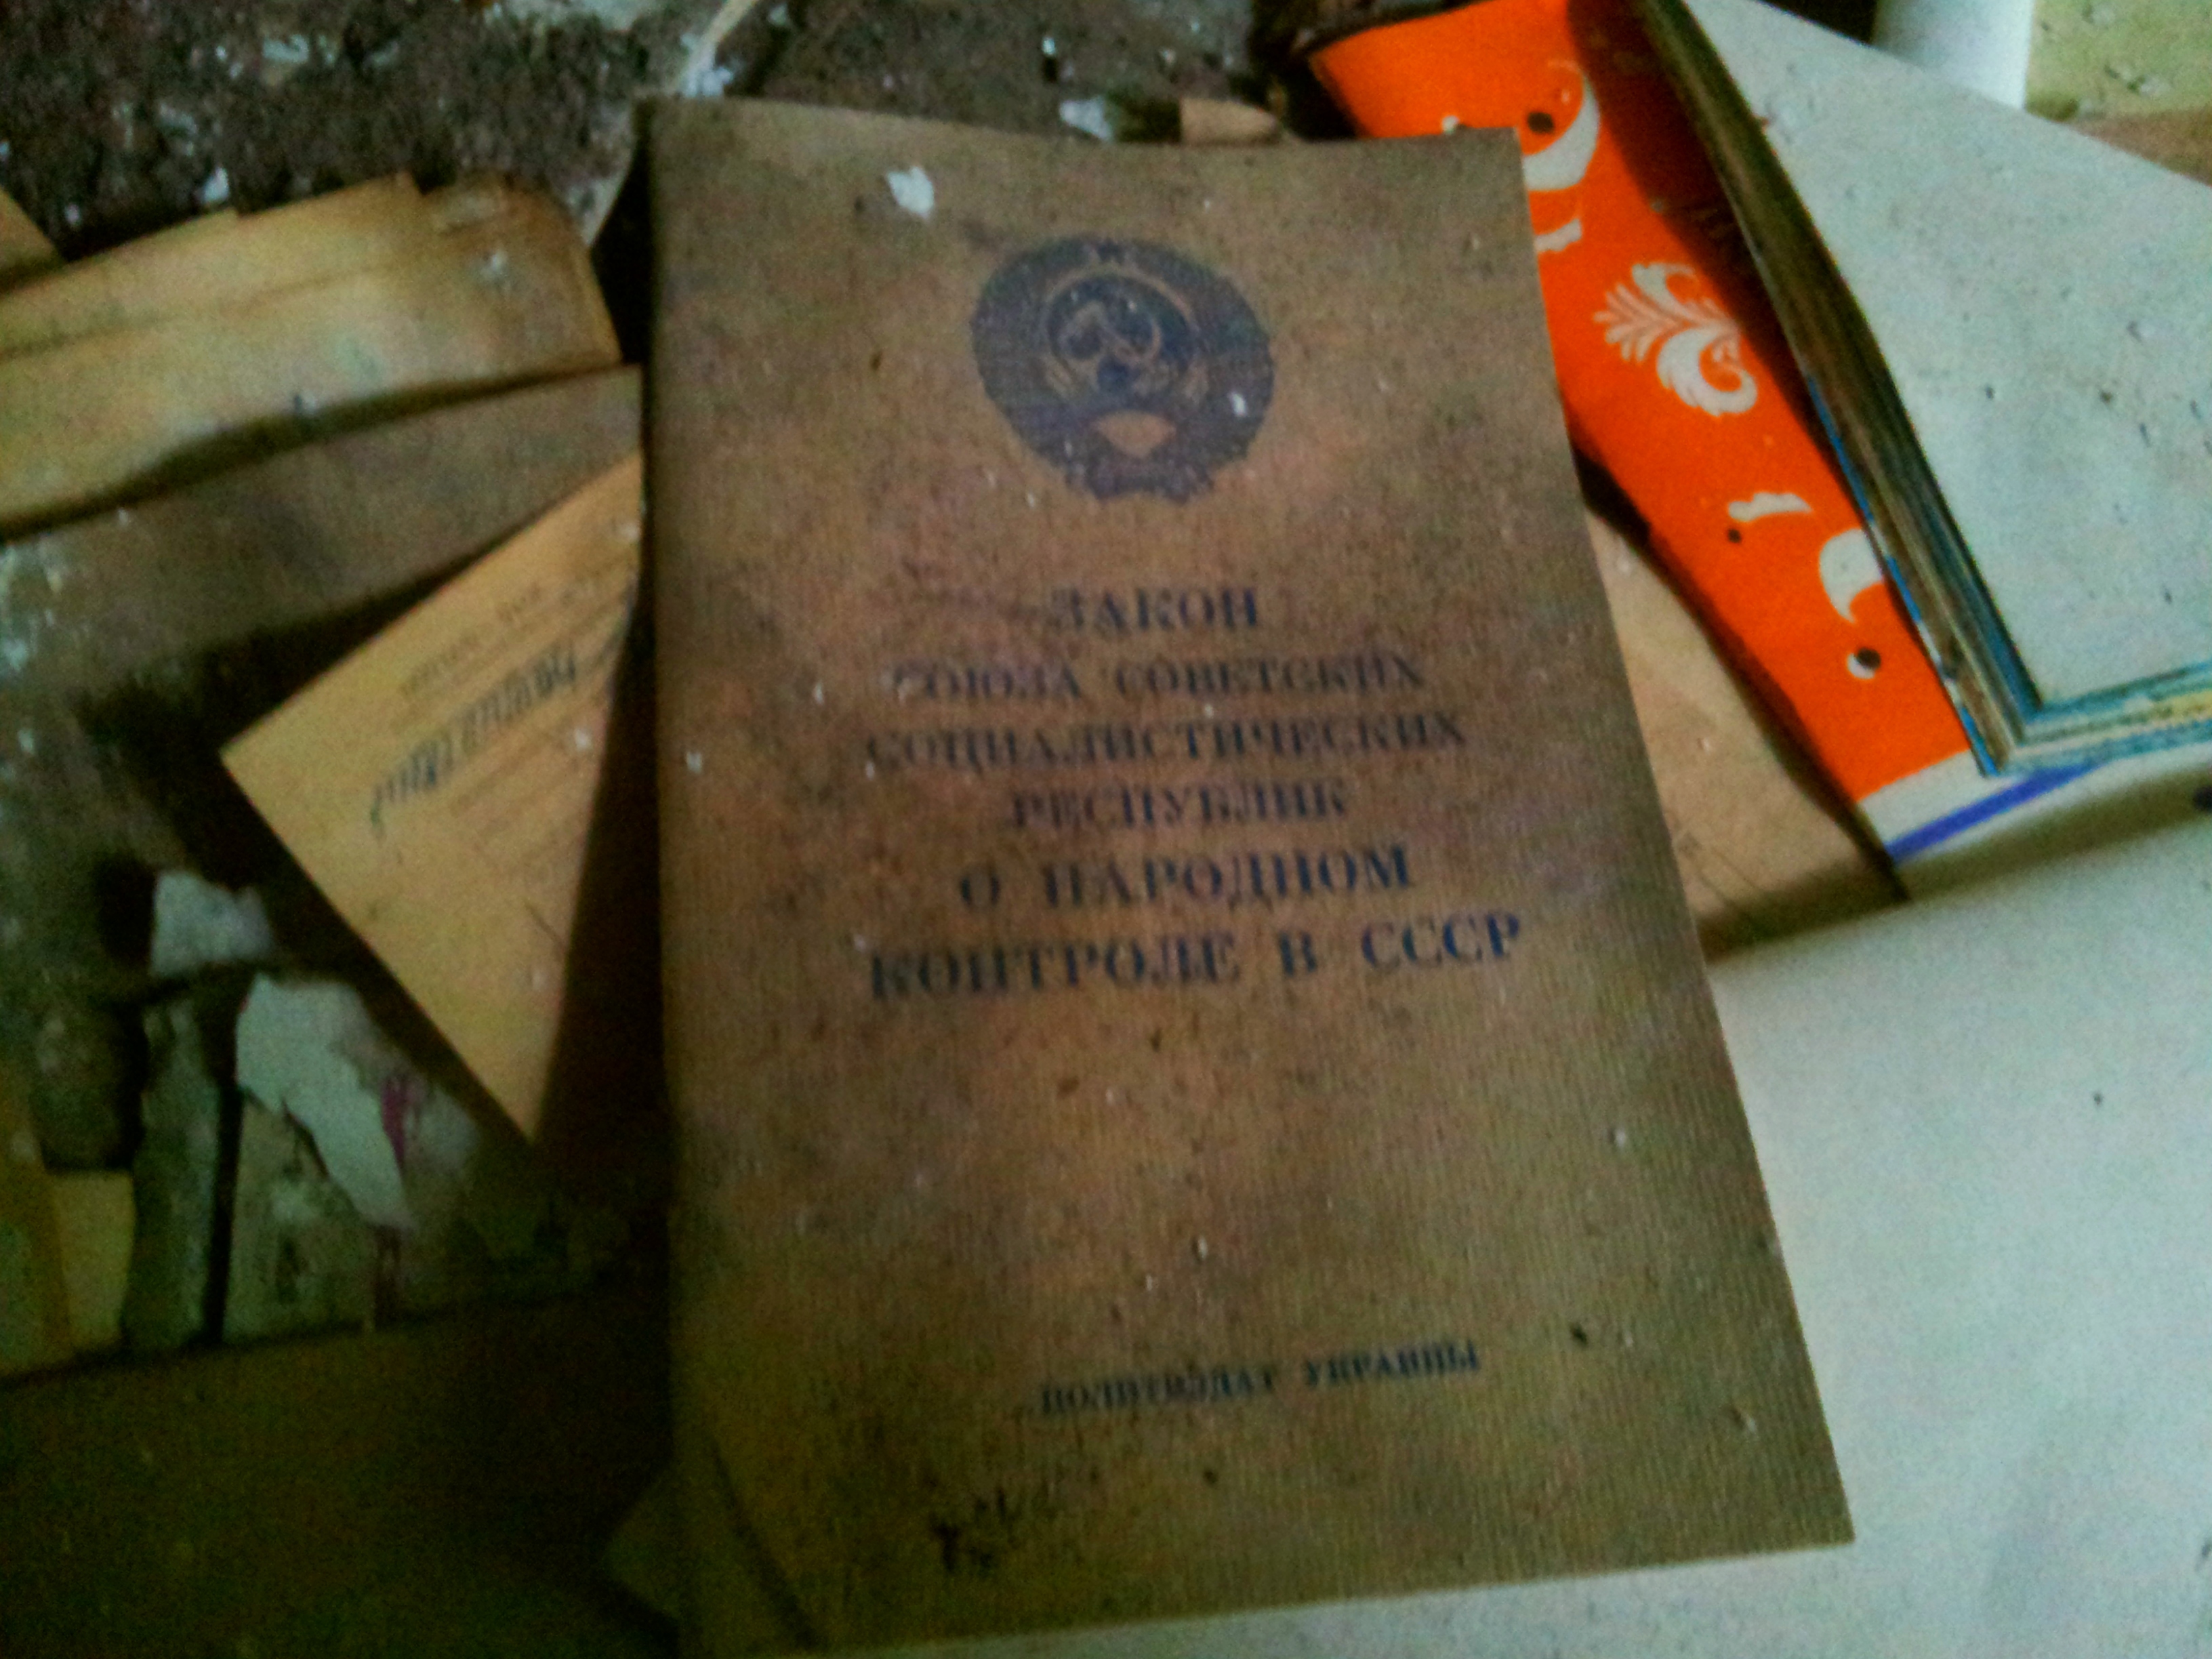 ЗАКОН
СОЮЗА СОВЕТСКИХ
СОЦИАЛИСТИЧЕСКИХ
РЕСПУБЛИК
О НАРОДНОМ
КОНТРОЛЕ В СССР
ПОЛИТИЗДАТ УКРАИНЫ